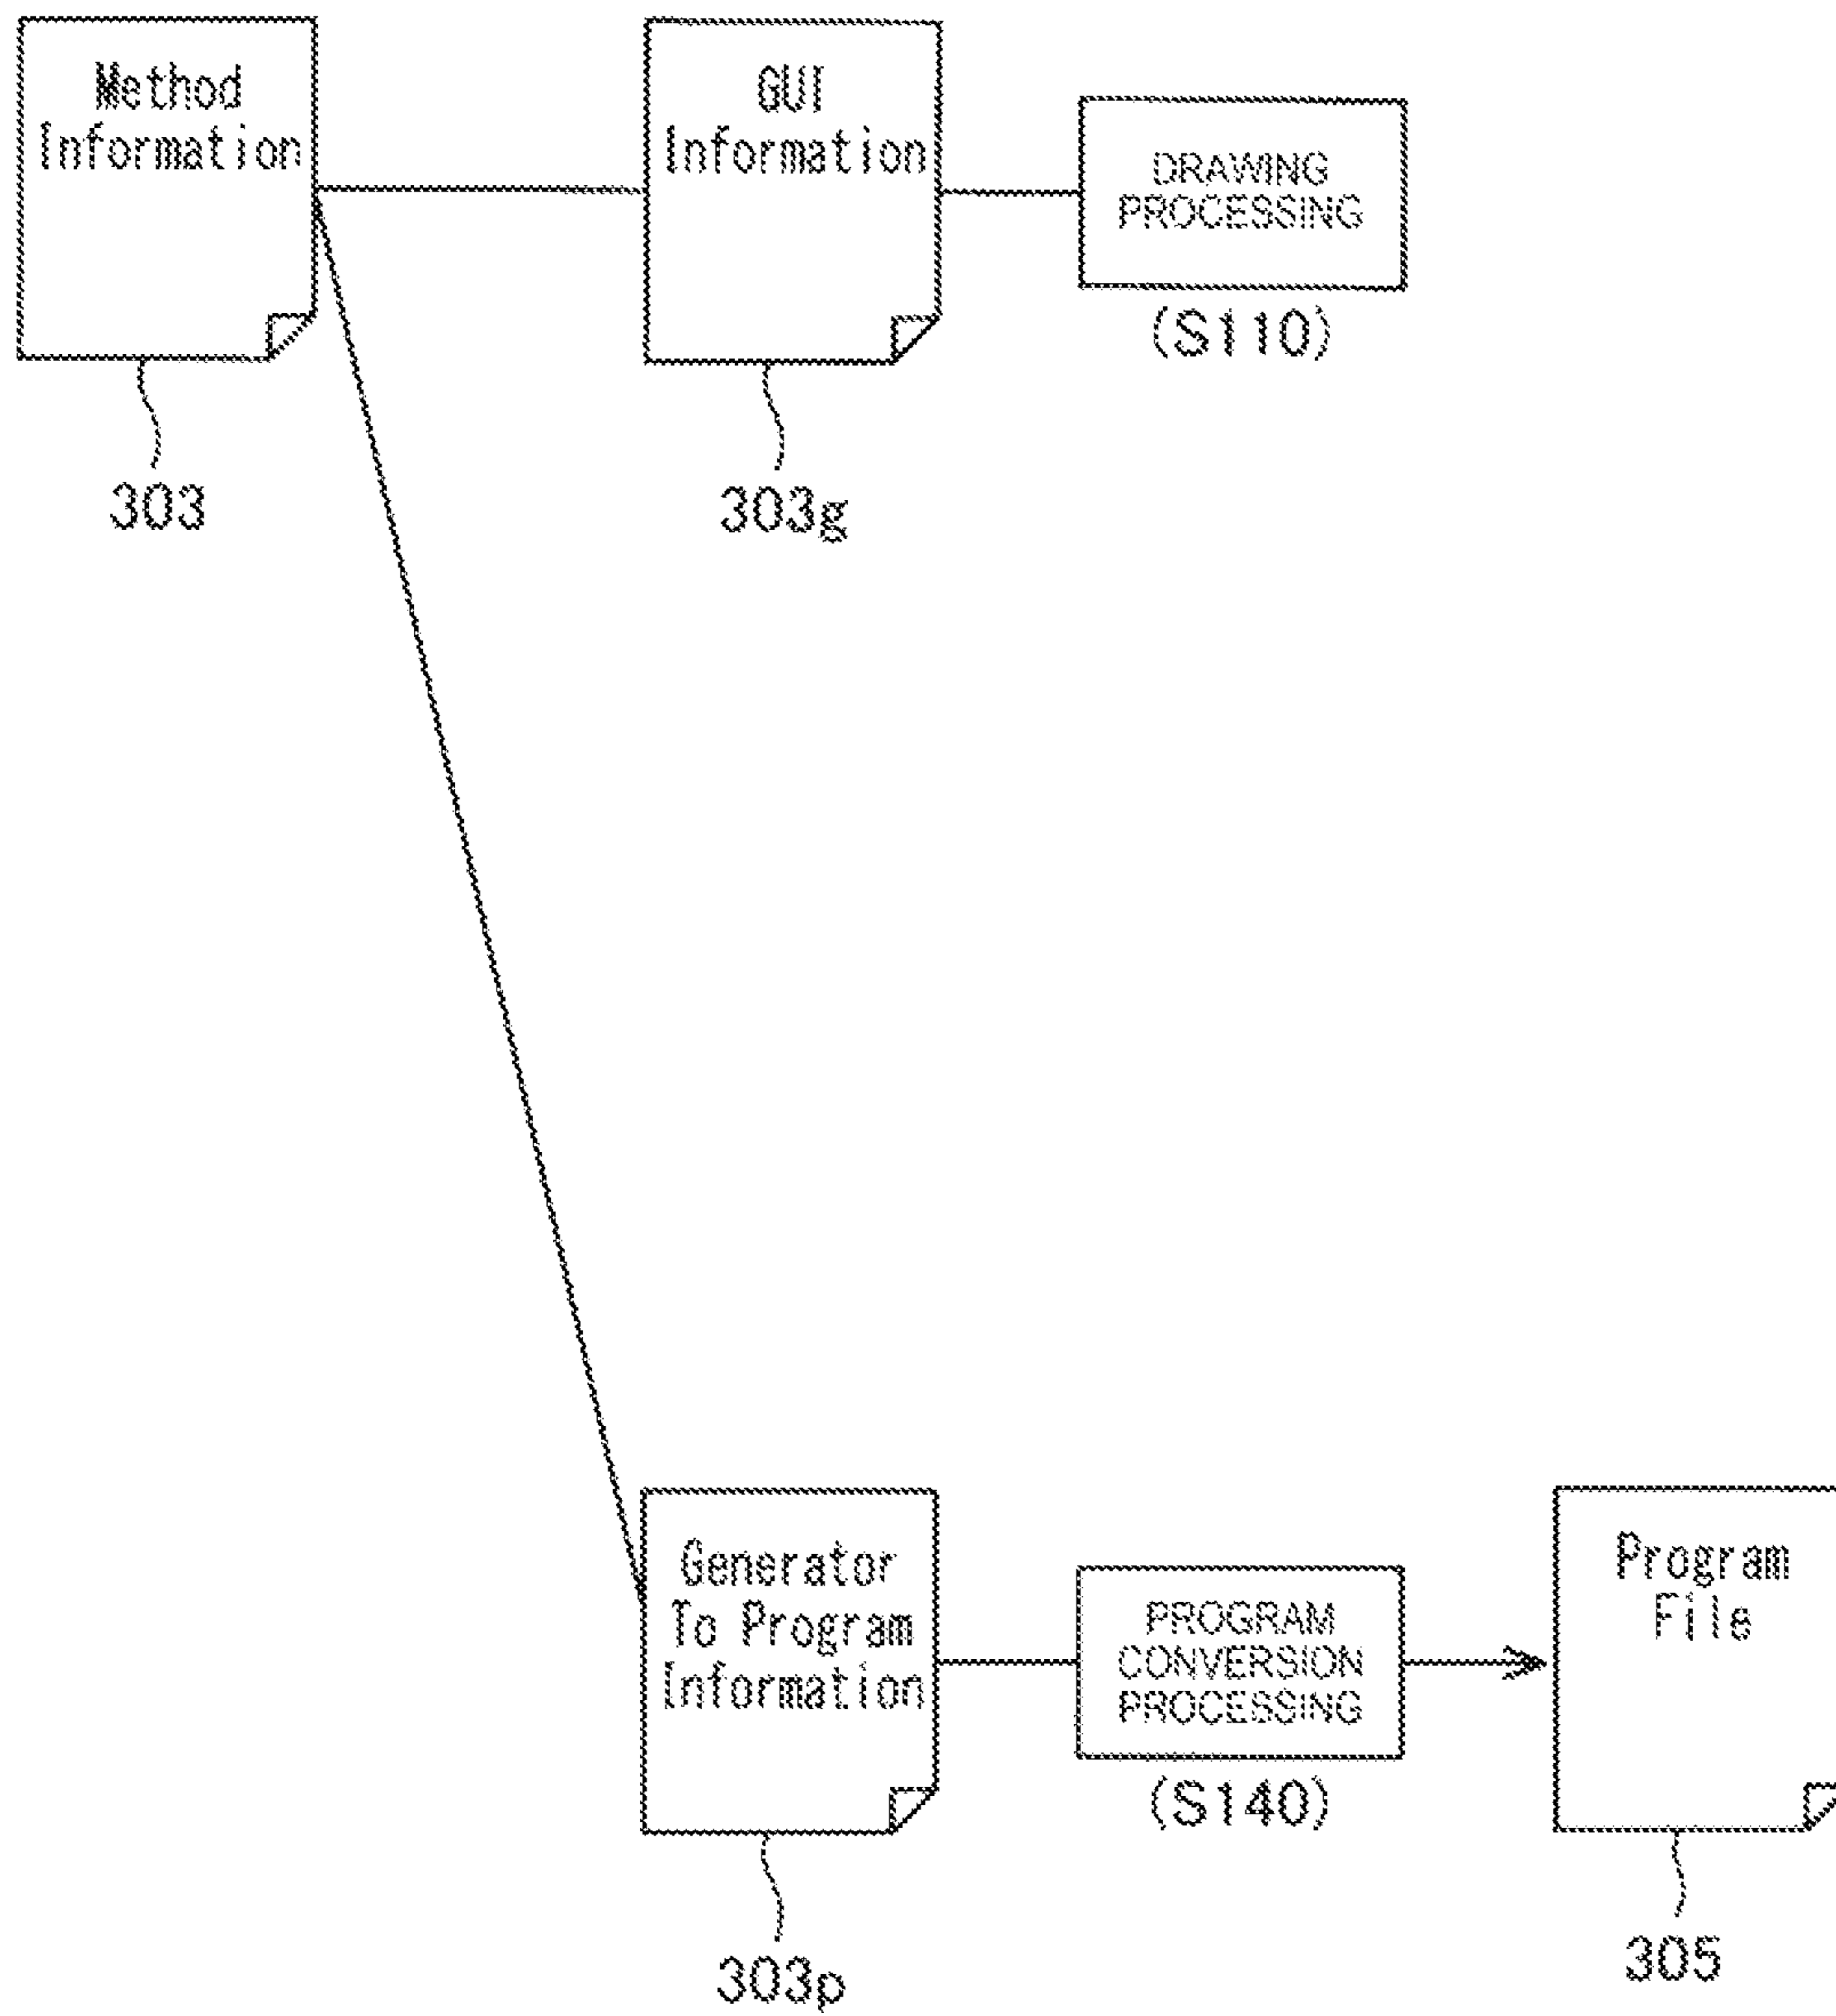 Method
Information
303
GUI
Information
303g
DRAWING
PROCESSING
(S110)
Generator
To Program
Information
303p
PROGRAM
CONVERSION
PROCESSING
(S140)
Program
File
305